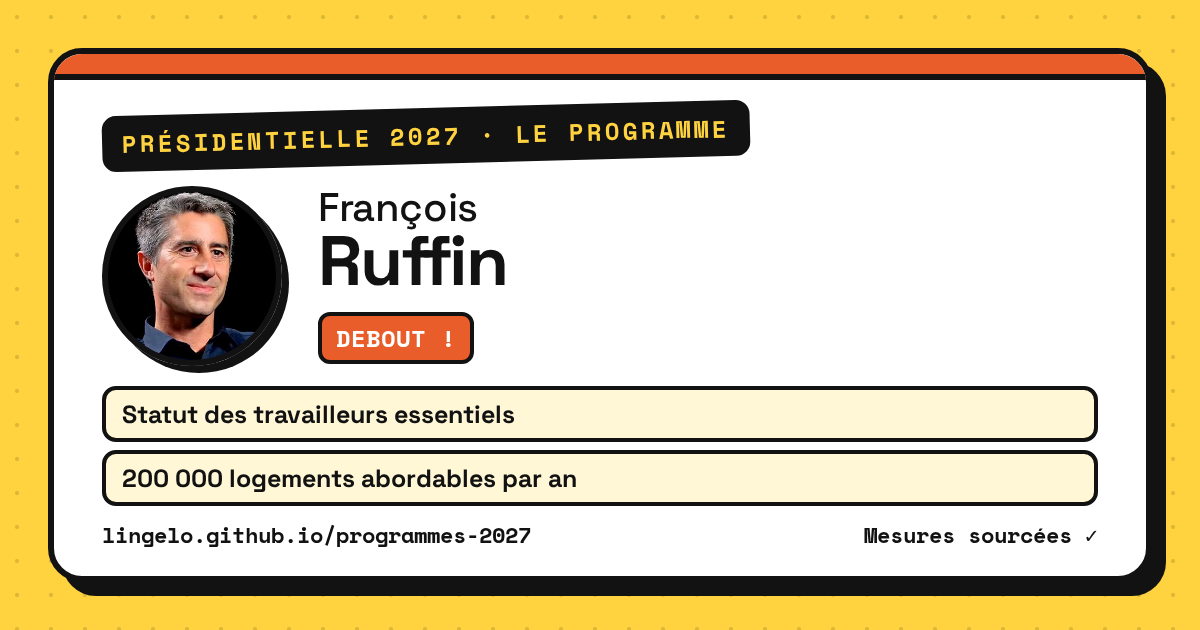 PRÉSIDENTIELLE 2027 · LE PROGRAMME
François
Ruffin
DEBOUT !
Statut des travailleurs essentiels
200 000 logements abordables par an
lingelo.github.io/programmes-2027
Mesures sourcées ✓